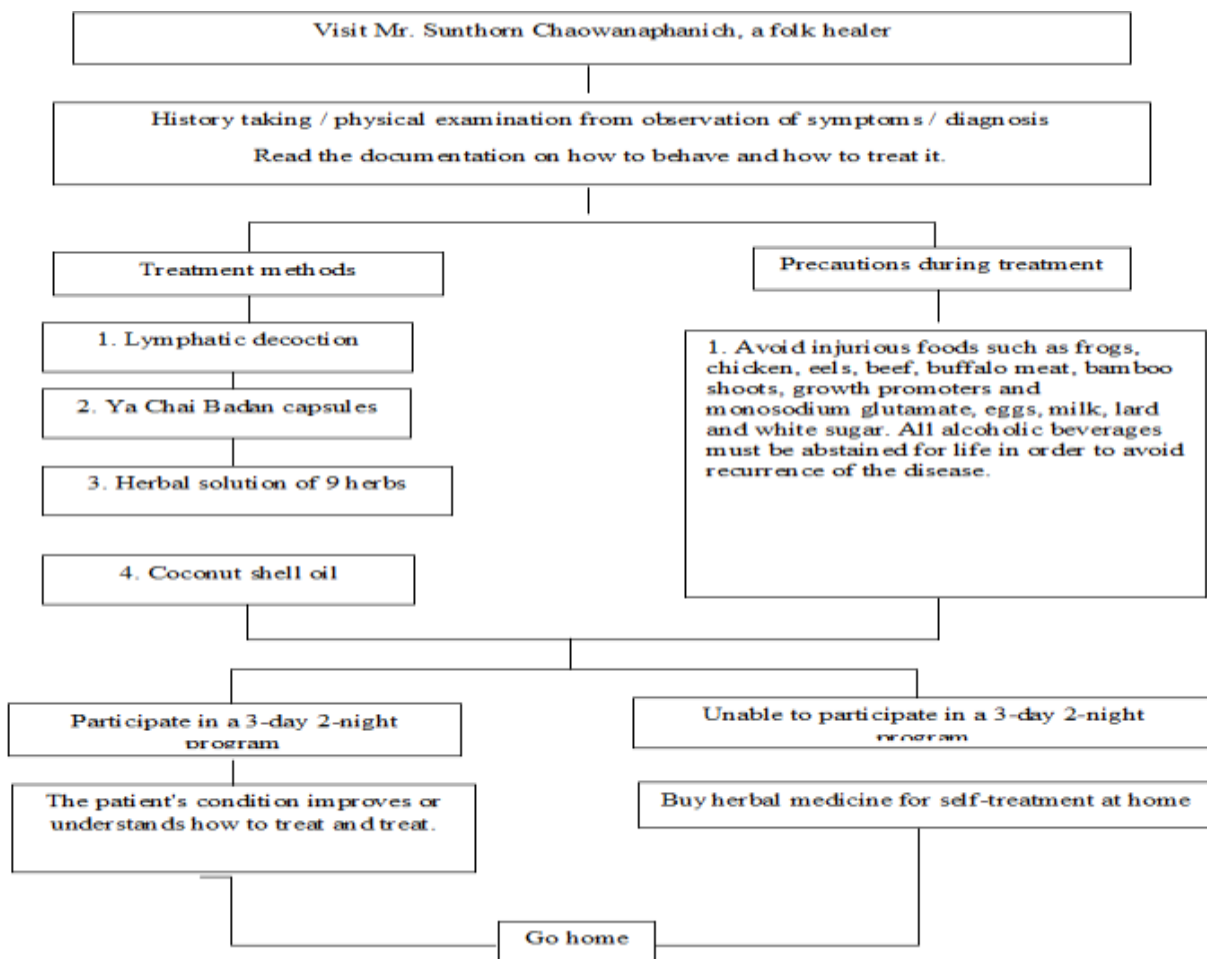 Visit Mr. Sunthorn Chaowanaphanich, a folk healer
History taking / physical examination from observation of symptoms / diagnosis
Read the documentation on how to behave and how to treat it.
Treatment methods
Precautions during treatment
1. Lymphatic decoction
2. Ya Chai Badan capsules
3. Herbal solution of 9 herbs
4. Coconut shell oil
1. Avoid injurious foods such as frogs,
chicken, eels, beef, buffalo meat, bamboo
shoots, growth promoters and
monosodium glutamate, eggs, milk, lard
and white sugar. All alcoholic beverages
must be abstained for life in order to avoid
recurrence of the disease.
Participate in a 3-day 2-night
program
Unable to participate in a 3-day 2-night
program
The patient's condition improves or
understands how to treat and treat.
Buy herbal medicine for self-treatment at home
Go home